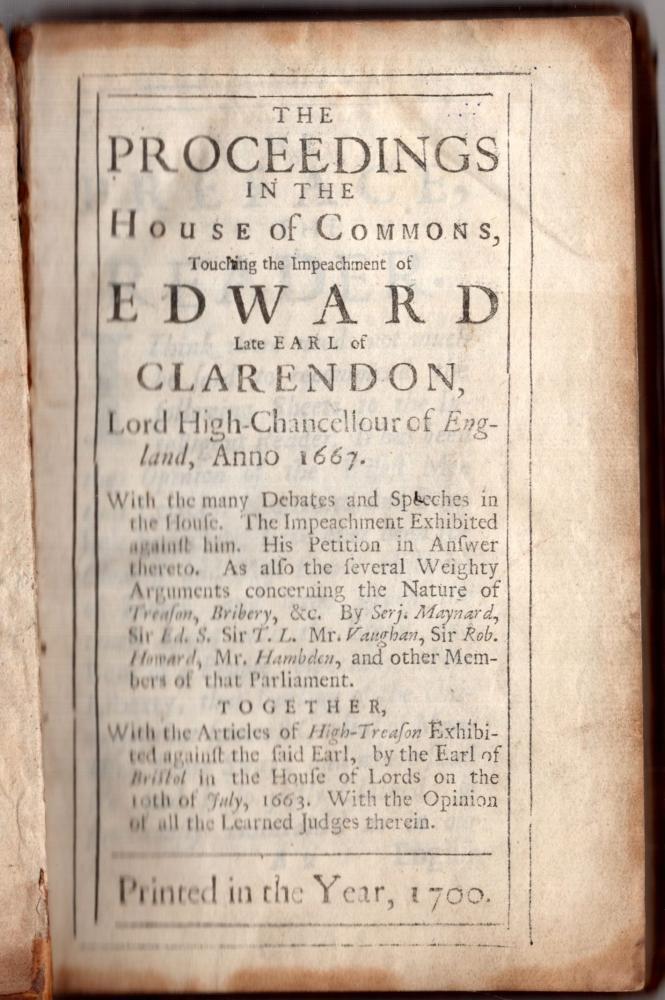 THE
PROCEEDINGS
IN THE
HOUSE of COMMONS,
Touching the Impeachment of
EDWARD
Late EARL of
CLARENDON,
Lord High-Chancellour of Eng-
land, Anno 1667.
With the many Debates and Speeches in
the Houſe. The Impeachment Exhibited
againſt him. His Petition in Anſwer
thereto. As alſo the ſeveral Weighty
Arguments concerning the Nature of
Treaſon, Bribery, &c. By Serj. Maynard,
Sir Ed. S. Sir T. L. Mr. Vaughan, Sir Rob.
Howard, Mr. Hambden, and other Mem-
bers of that Parliament.
TOGETHER,
With the Articles of High-Treaſon Exhibi-
ted againſt the ſaid Earl, by the Earl of
Briſtol in the Houſe of Lords on the
10th of July, 1663. With the Opinion
of all the Learned Judges therein.
Printed in the Year, 1700.